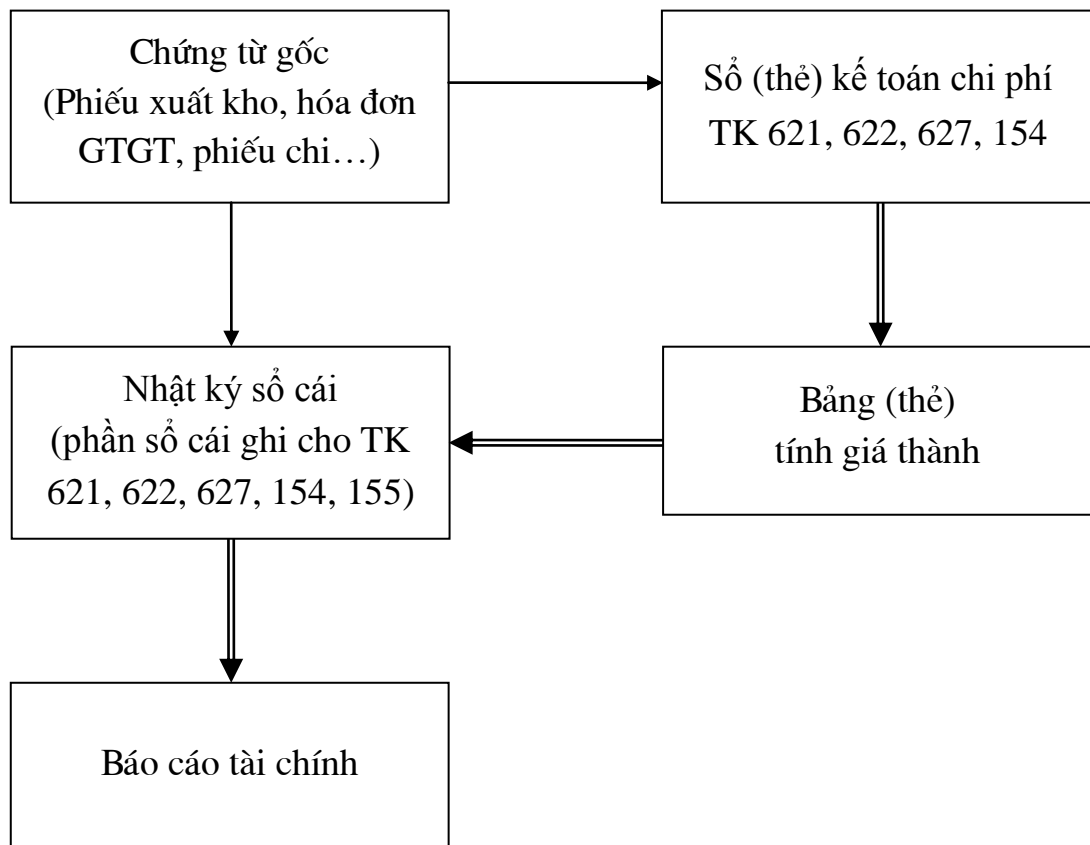 Chứng từ gốc
(Phiếu xuất kho, hóa đơn
GTGT, phiếu chi…)
Sổ (thẻ) kế toán chi phí
TK 621, 622, 627, 154
Nhật ký sổ cái
(phần sổ cái ghi cho TK
621, 622, 627, 154, 155)
Bảng (thẻ)
tính giá thành
Báo cáo tài chính